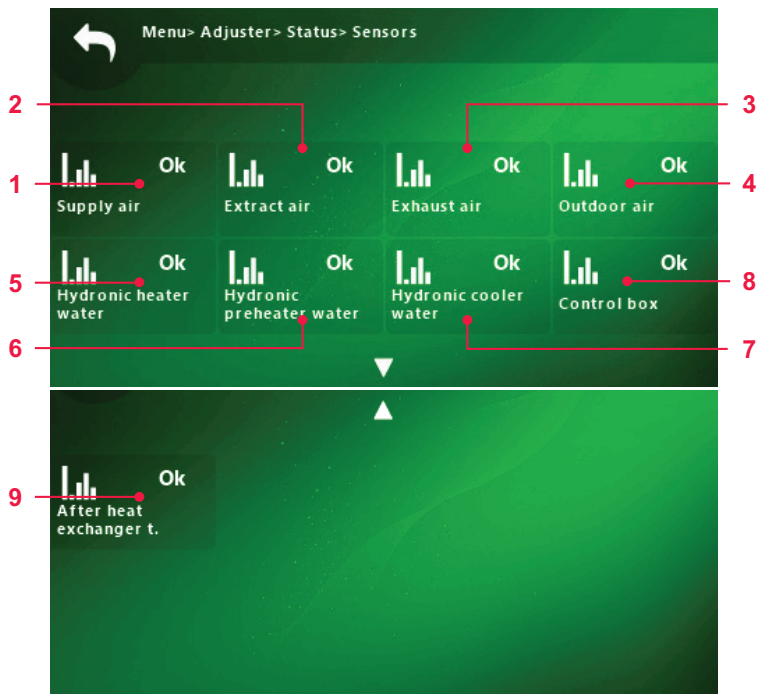 Menu> Adjuster> Status> Sensors
2
3
1
Ok
Supply air
Ok
Extract air
Ok
Exhaust air
Ok
Outdoor air
4
5
Ok
Hydronic heater
water
Ok
Hydronic
preheater water
Ok
Hydronic cooler
water
Ok
Control box
8
6
7
9
Ok
After heat
exchanger t.